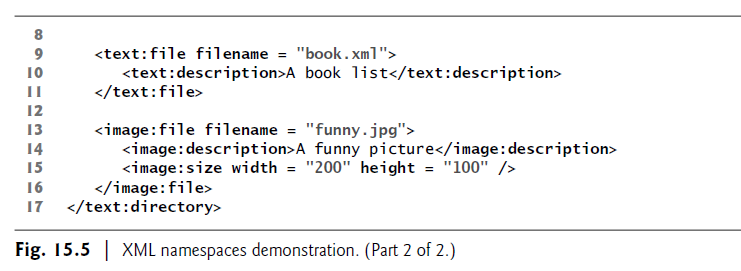 8
9 <text:file filename = "book.xml">
10 <text:description>A book list</text:description>
11 </text:file>
12
13 <image:file filename = "funny.jpg">
14 <image:description>A funny picture</image:description>
15 <image:size width = "200" height = "100" />
16 </image:file>
17 </text:directory>
Fig. 15.5 | XML namespaces demonstration. (Part 2 of 2.)